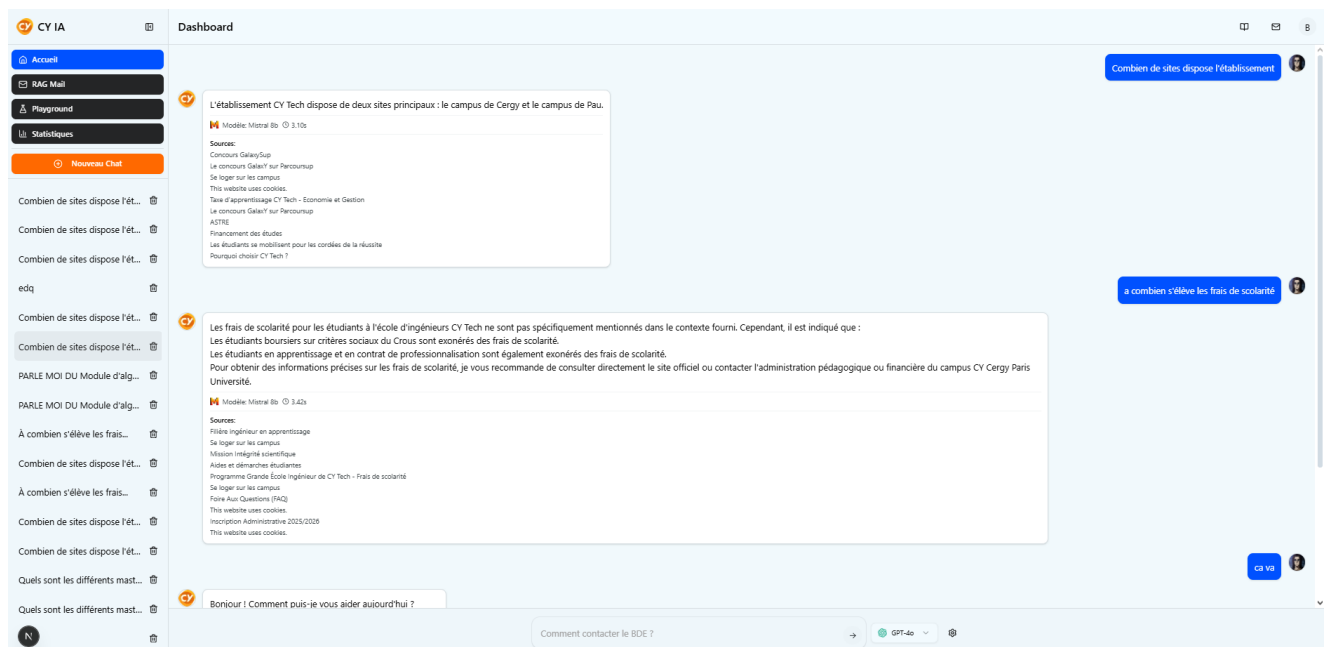 CY IA
Dashboard
B
Accueil
RAG Mail
Playground
Statistiques
Nouveau Chat
Combien de sites dispose l'ét...
Combien de sites dispose l'ét...
Combien de sites dispose l'ét...
edq
Combien de sites dispose l'ét...
Combien de sites dispose l'ét...
PARLE MOI DU Module d'alg...
PARLE MOI DU Module d'alg...
À combien s'élève les frais...
Combien de sites dispose l'ét...
À combien s'élève les frais...
Combien de sites dispose l'ét...
Combien de sites dispose l'ét...
Quels sont les différents mast...
Quels sont les différents mast...
N
Combien de sites dispose l'établissement
CY
L'établissement CY Tech dispose de deux sites principaux : le campus de Cergy et le campus de Pau.
Modèle: Mistral 8b 3.10s
Sources:
Concours GalaxySup
Le concours GalaxY sur Parcoursup
Se loger sur les campus
This website uses cookies.
Taxe d'apprentissage CY Tech - Economie et Gestion
Le concours GalaxY sur Parcoursup
ASTRE
Financement des études
Les étudiants se mobilisent pour les cordées de la réussite
Pourquoi choisir CY Tech ?
a combien s'élève les frais de scolarité
CY
Les frais de scolarité pour les étudiants à l'école d'ingénieurs CY Tech ne sont pas spécifiquement mentionnés dans le contexte fourni. Cependant, il est indiqué que :
Les étudiants boursiers sur critères sociaux du Crous sont exonérés des frais de scolarité.
Les étudiants en apprentissage et en contrat de professionnalisation sont également exonérés des frais de scolarité.
Pour obtenir des informations précises sur les frais de scolarité, je vous recommande de consulter directement le site officiel ou contacter l'administration pédagogique ou financière du campus CY Cergy Paris
Université.
Modèle: Mistral 8b 3.42s
Sources:
Filière ingénieur en apprentissage
Se loger sur les campus
Mission Intégrité scientifique
Aides et démarches étudiantes
Programme Grande École Ingénieur de CY Tech - Frais de scolarité
Se loger sur les campus
Foire Aux Questions (FAQ)
This website uses cookies.
Inscription Administrative 2025/2026
This website uses cookies.
ca va
CY
Bonjour ! Comment puis-je vous aider aujourd'hui ?
Comment contacter le BDE ?
GPT-4o